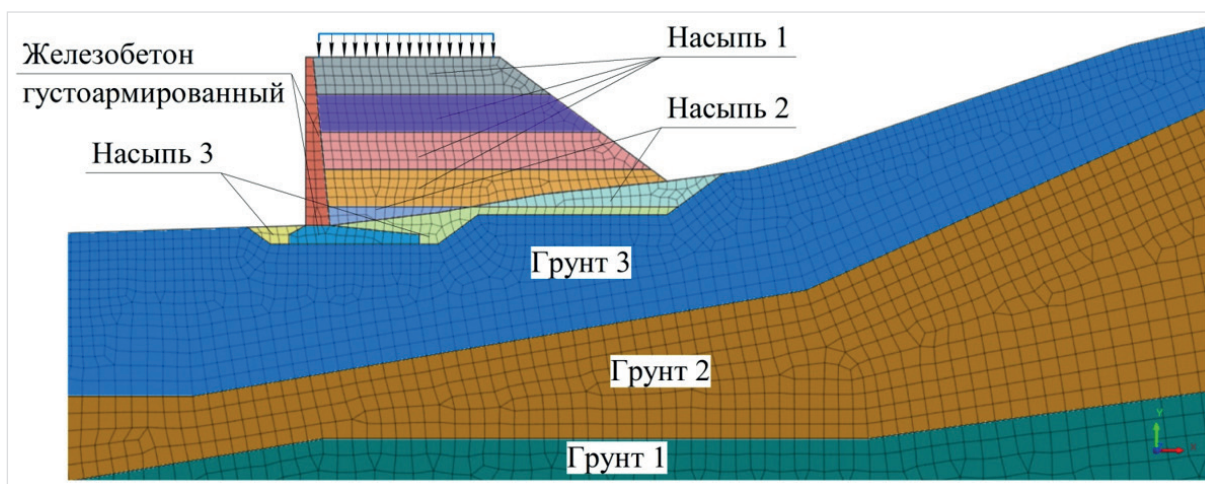 Железобетон
густоармированный
Насыпь 3
Насыпь 1
Насыпь 2
Грунт 3
Грунт 2
Грунт 1
Y
X